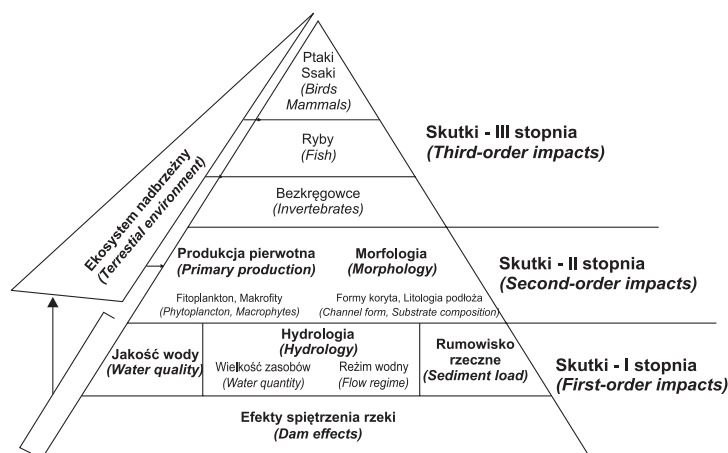 Ptaki
Ssaki
(Birds
Mammals)
Ryby
(Fish)
Bezkręgowce
(Invertebrates)
Skutki - III stopnia
(Third-order impacts)
Ekosystem nadbrzeżny
(Terrestial environment)
Produkcja pierwotna
(Primary production)
Fitoplankton, Makrofity
(Phytoplancton, Macrophytes)
Morfologia
(Morphology)
Formy koryta, Litologia podłoża
(Channel form, Substrate composition)
Skutki - II stopnia
(Second-order impacts)
Jakość wody
(Water quality)
Hydrologia
(Hydrology)
Wielkość zasobów
(Water quantity)
Reżim wodny
(Flow regime)
Rumowisko
rzeczne
(Sediment load)
Skutki - I stopnia
(First-order impacts)
Efekty spiętrzenia rzeki
(Dam effects)